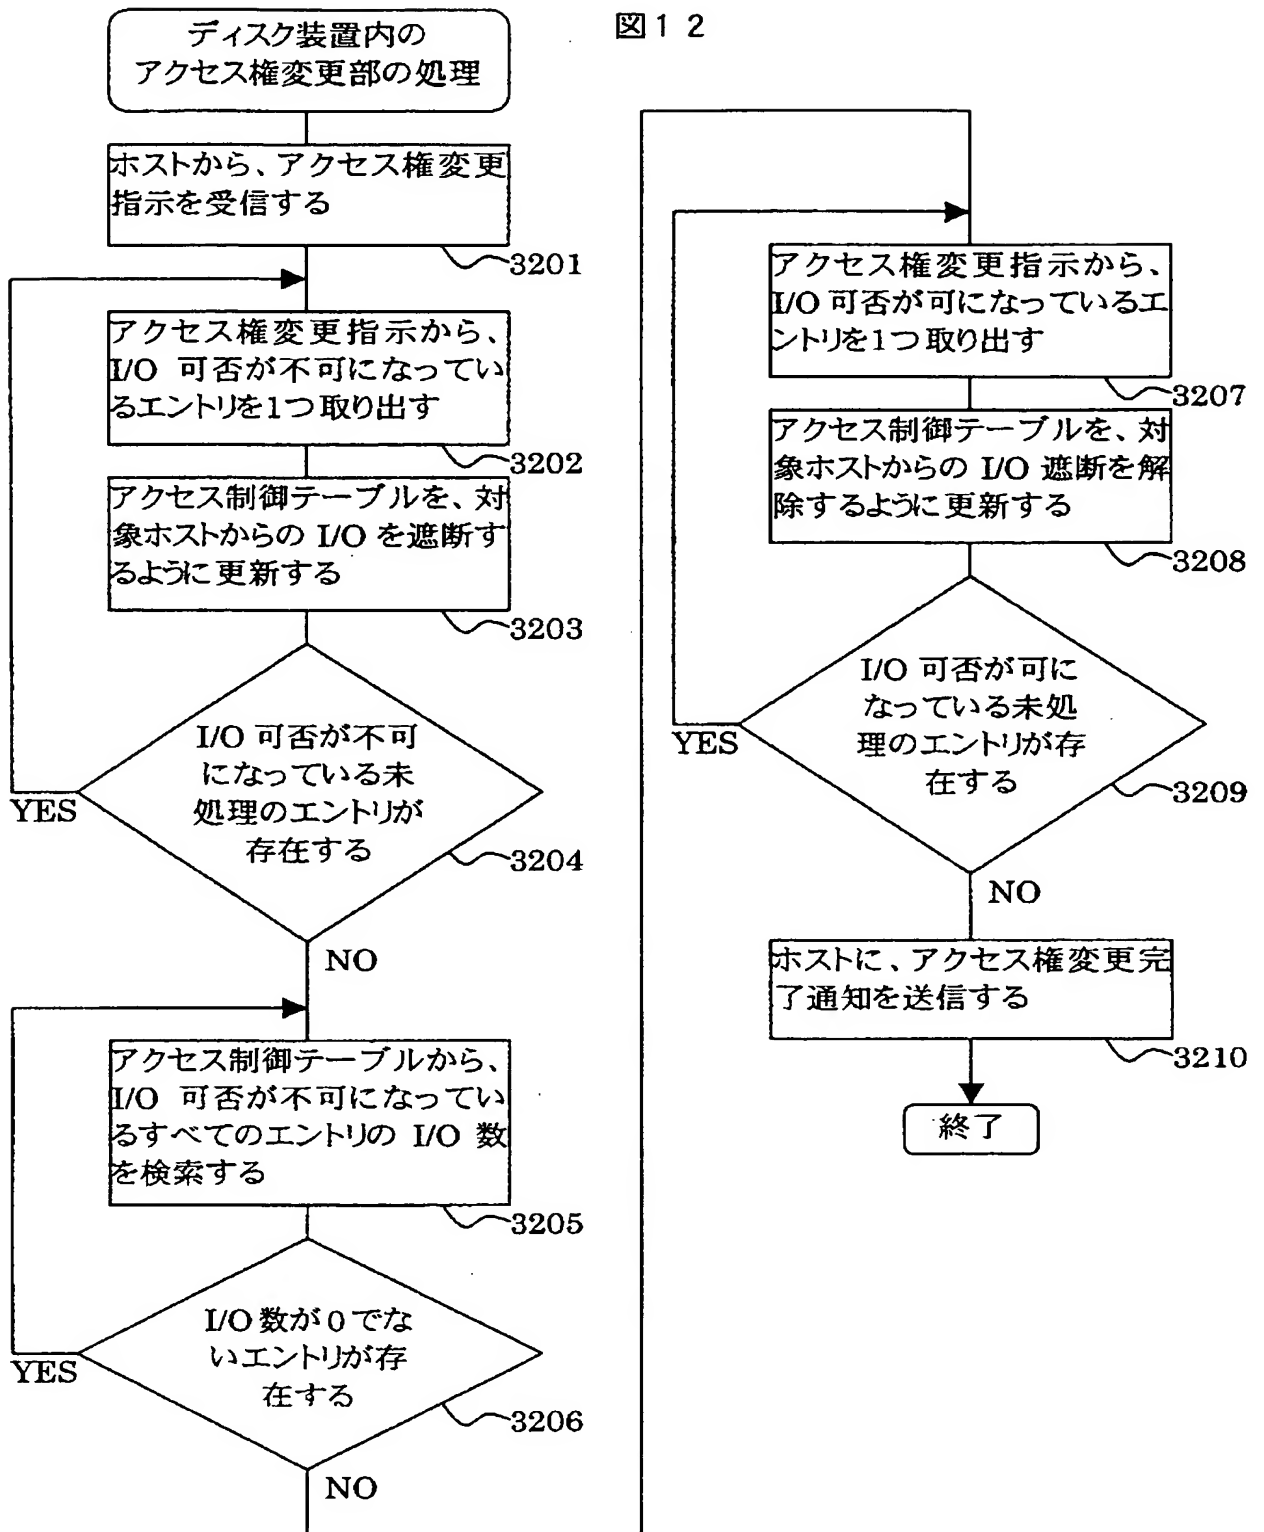 図12
ディスク装置内の
アクセス権変更部の処理
ホストから、アクセス権変更
指示を受信する
3201
アクセス権変更指示から、
I/O 可否が不可になってい
るエントリを1つ取り出す
3202
アクセス制御テーブルを、対
象ホストからの I/O を遮断す
るように更新する
3203
I/O 可否が不可
になっている未
処理のエントリが
存在する
YES
3204
NO
アクセス制御テーブルから、
I/O 可否が不可になってい
るすべてのエントリの I/O 数
を検索する
3205
I/O 数が0でな
いエントリが存
在する
YES
3206
NO
アクセス権変更指示から、
I/O 可否が可になっているエ
ントリを1つ取り出す
3207
アクセス制御テーブルを、対
象ホストからの I/O 遮断を解
除するように更新する
3208
I/O 可否が可に
なっている未処
理のエントリが存
在する
YES
3209
NO
ホストに、アクセス権変更完
了通知を送信する
3210
終了